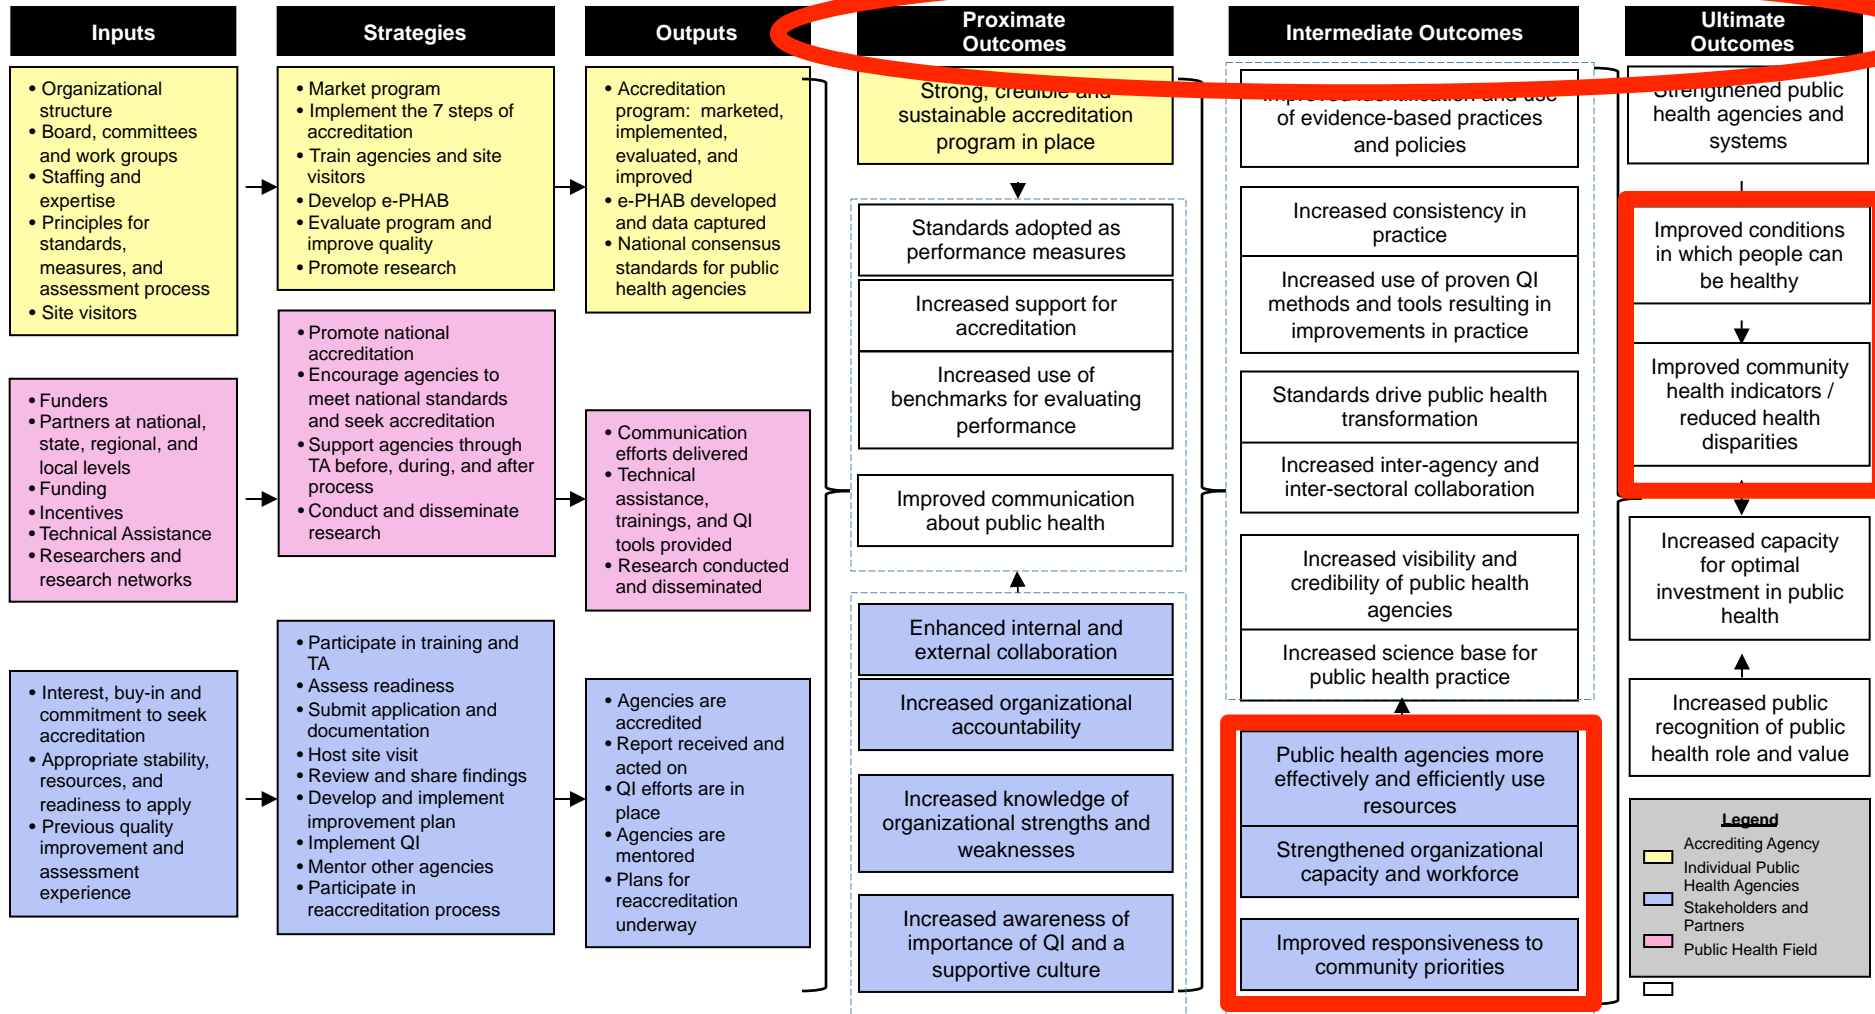 Inputs
Strategies
Outputs
Proximate
Outcomes
Intermediate Outcomes
Ultimate
Outcomes
• Organizational
structure
• Board, committees
and work groups
• Staffing and
expertise
• Principles for
standards,
measures, and
assessment process
• Site visitors
• Funders
• Partners at national,
state, regional, and
local levels
• Funding
• Incentives
• Technical Assistance
• Researchers and
research networks
• Interest, buy-in and
commitment to seek
accreditation
• Appropriate stability,
resources, and
readiness to apply
• Previous quality
improvement and
assessment
experience
• Market program
• Implement the 7 steps of
accreditation
• Train agencies and site
visitors
• Develop e-PHAB
• Evaluate program and
improve quality
• Promote research
• Promote national
accreditation
• Encourage agencies to
meet national standards
and seek accreditation
• Support agencies through
TA before, during, and after
process
• Conduct and disseminate
research
• Participate in training and
TA
• Assess readiness
• Submit application and
documentation
• Host site visit
• Review and share findings
• Develop and implement
improvement plan
• Implement QI
• Mentor other agencies
• Participate in
reaccreditation process
• Accreditation
program: marketed,
implemented,
evaluated, and
improved
• e-PHAB developed
and data captured
• National consensus
standards for public
health agencies
• Communication
efforts delivered
• Technical
assistance,
trainings, and QI
tools provided
• Research conducted
and disseminated
• Agencies are
accredited
• Report received and
acted on
• QI efforts are in
place
• Agencies are
mentored
• Plans for
reaccreditation
underway
Strong, credible and
sustainable accreditation
program in place
Standards adopted as
performance measures
Increased support for
accreditation
Increased use of
benchmarks for evaluating
performance
Improved communication
about public health
Enhanced internal and
external collaboration
Increased organizational
accountability
Increased knowledge of
organizational strengths and
weaknesses
Increased awareness of
importance of QI and a
supportive culture
Improved identification and use
of evidence-based practices
and policies
Increased consistency in
practice
Increased use of proven QI
methods and tools resulting in
improvements in practice
Standards drive public health
transformation
Increased inter-agency and
inter-sectoral collaboration
Increased visibility and
credibility of public health
agencies
Increased science base for
public health practice
Public health agencies more
effectively and efficiently use
resources
Strengthened organizational
capacity and workforce
Improved responsiveness to
community priorities
Strengthened public
health agencies and
systems
Improved conditions
in which people can
be healthy
Improved community
health indicators /
reduced health
disparities
Increased capacity
for optimal
investment in public
health
Increased public
recognition of public
health role and value
Legend
Accrediting Agency
Individual Public
Health Agencies
Stakeholders and
Partners
Public Health Field